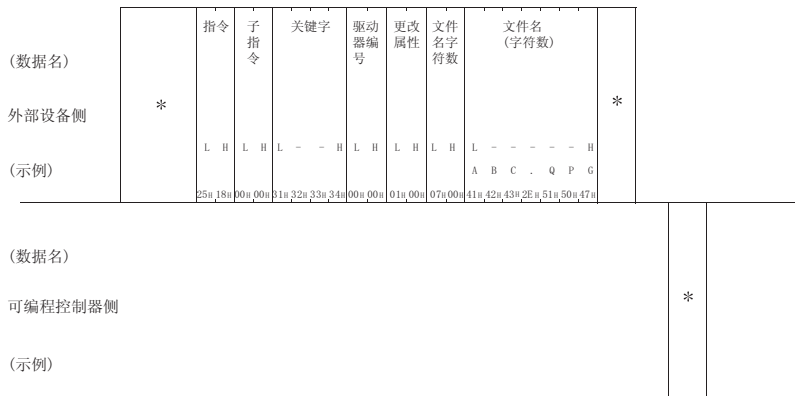 指令 子指令 关键字 驱动器编号 更改属性 文件名字符数 文件名(字符数)
(数据名)
*
*
外部设备侧
L H L H L - - H L H L H L H L - - - - - H
(示例)
A B C . Q P G
25H 18H 00H 00H 31H 32H 33H 34H 00H 00H 01H 00H 07H 00H 41H 42H 43H 2EH 51H 50H 47H
(数据名)
*
可编程控制器侧
(示例)